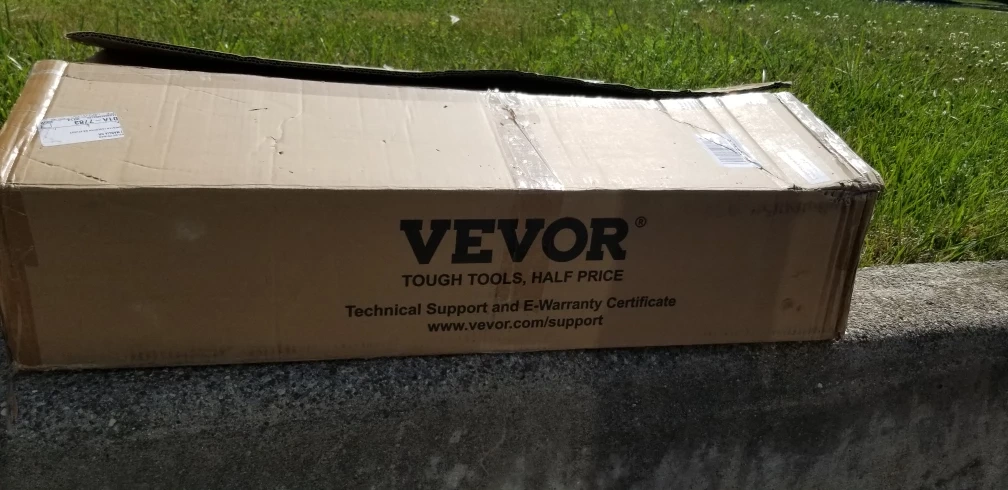 VEVOR®
TOUGH TOOLS, HALF PRICE
Technical Support and E-Warranty Certificate
www.vevor.com/support